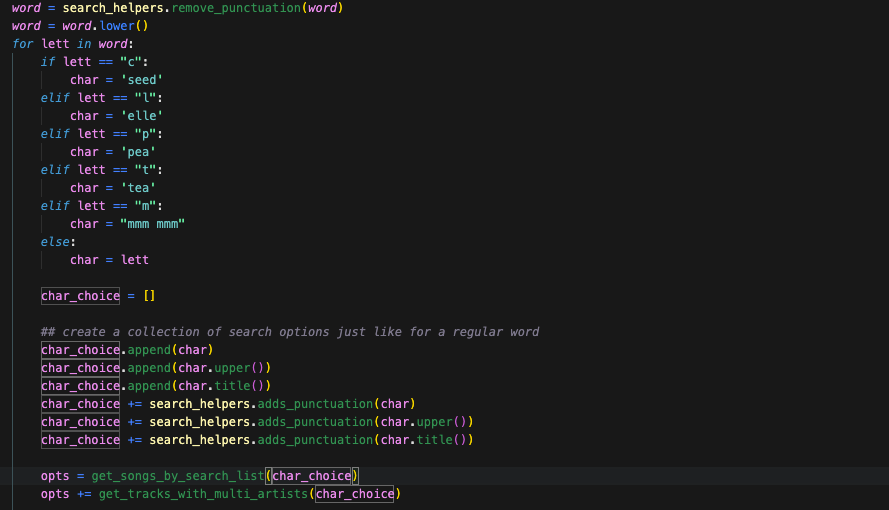 word = search_helpers.remove_punctuation(word)
word = word.lower()
for lett in word:
    if lett == "c":
        char = 'seed'
    elif lett == "l":
        char = 'elle'
    elif lett == "p":
        char = 'pea'
    elif lett == "t":
        char = 'tea'
    elif lett == "m":
        char = "mmm mmm"
    else:
        char = lett

    char_choice = []

    ## create a collection of search options just like for a regular word
    char_choice.append(char)
    char_choice.append(char.upper())
    char_choice.append(char.title())
    char_choice += search_helpers.adds_punctuation(char)
    char_choice += search_helpers.adds_punctuation(char.upper())
    char_choice += search_helpers.adds_punctuation(char.title())

    opts = get_songs_by_search_list(char_choice)
    opts += get_tracks_with_multi_artists(char_choice)